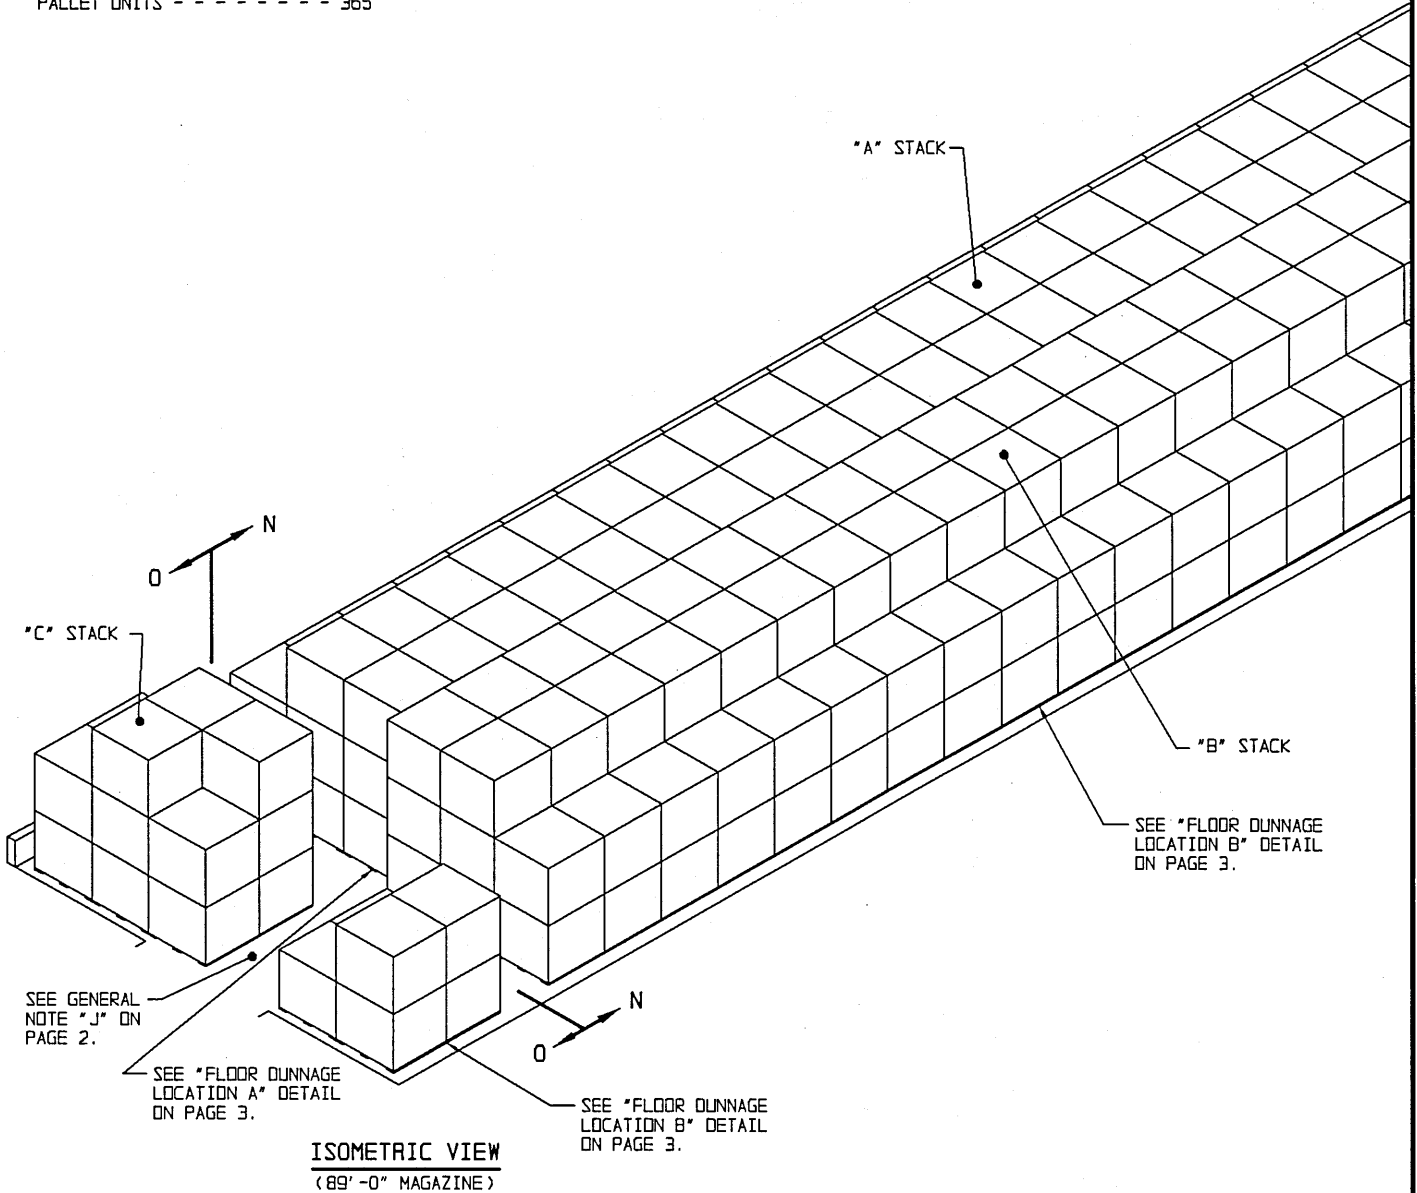 PALLET UNITS - - - - - - - - 365
"A" STACK
N
O
"C" STACK
"B" STACK
SEE "FLOOR DUNNAGE
LOCATION B" DETAIL
ON PAGE 3.
SEE GENERAL
NOTE "J" ON
PAGE 2.
N
O
SEE "FLOOR DUNNAGE
LOCATION A" DETAIL
ON PAGE 3.
SEE "FLOOR DUNNAGE
LOCATION B" DETAIL
ON PAGE 3.
ISOMETRIC VIEW
(89'-0" MAGAZINE)